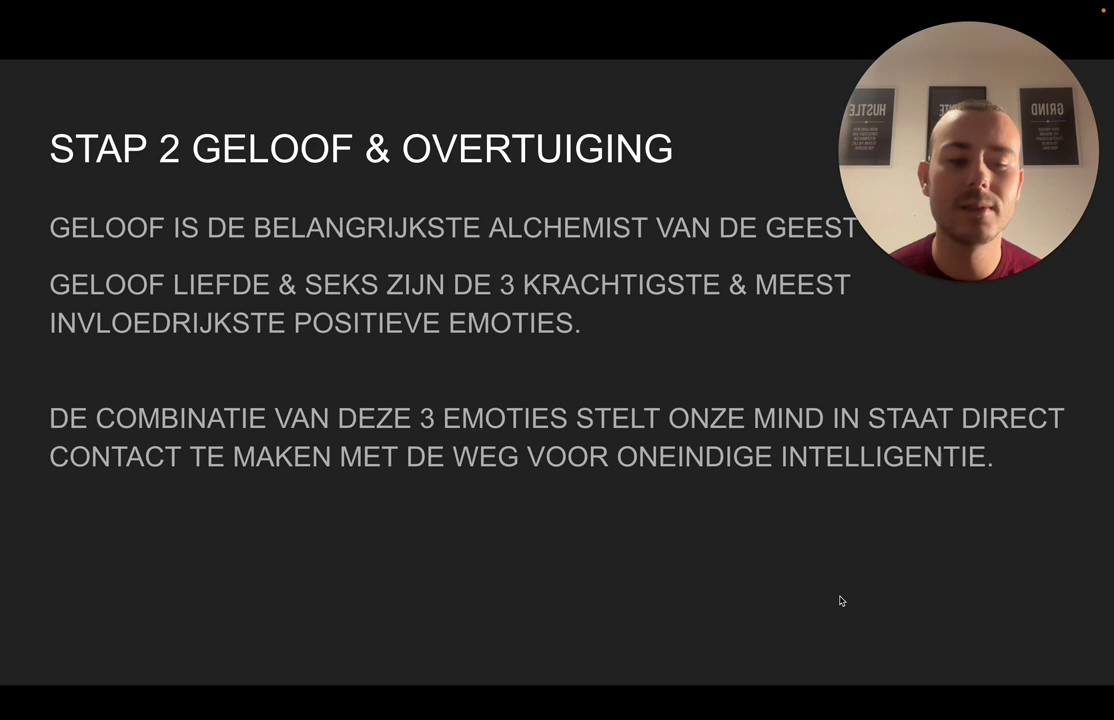 STAP 2 GELOOF & OVERTUIGING
GELOOF IS DE BELANGRIJKSTE ALCHEMIST VAN DE GEEST
GELOOF LIEFDE & SEKS ZIJN DE 3 KRACHTIGSTE & MEEST
INVLOEDRIJKSTE POSITIEVE EMOTIES.
DE COMBINATIE VAN DEZE 3 EMOTIES STELT ONZE MIND IN STAAT DIRECT
CONTACT TE MAKEN MET DE WEG VOOR ONEINDIGE INTELLIGENTIE.
HUSTLE
GRIND